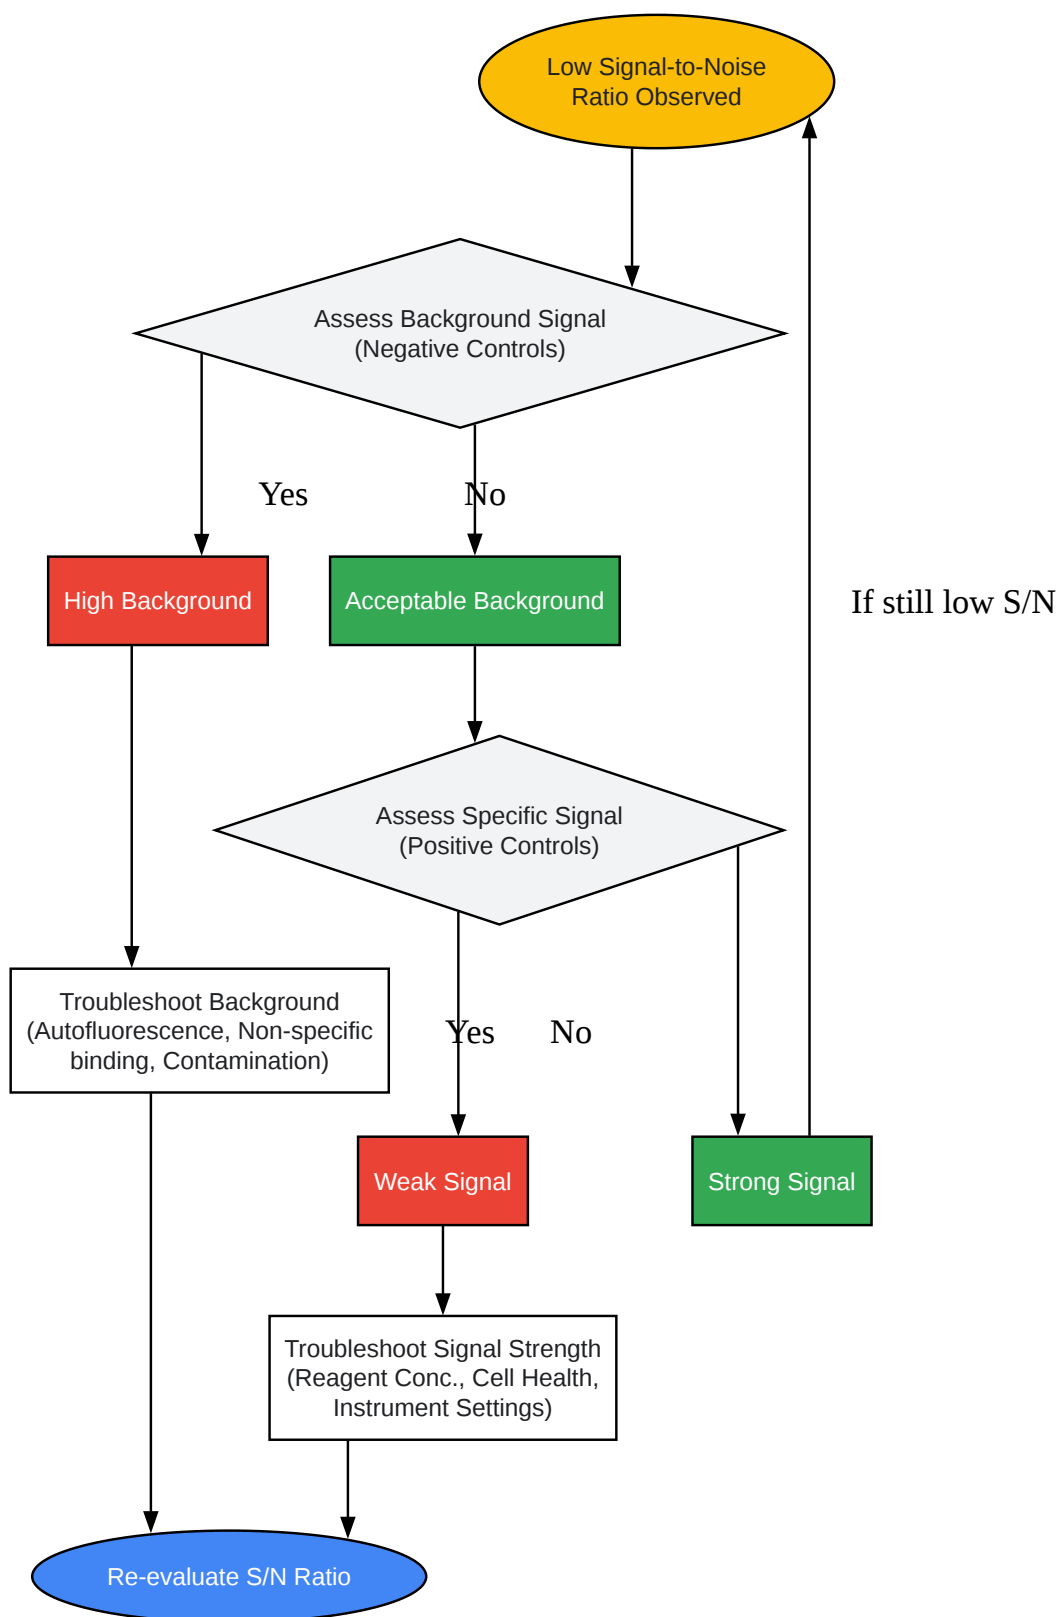 Low Signal-to-Noise
Ratio Observed
Assess Background Signal
(Negative Controls)
Yes
No
High Background
Acceptable Background
If still low S/N
Assess Specific Signal
(Positive Controls)
Troubleshoot Background
(Autofluorescence, Non-specific
binding, Contamination)
Yes
No
Weak Signal
Strong Signal
Troubleshoot Signal Strength
(Reagent Conc., Cell Health,
Instrument Settings)
Re-evaluate S/N Ratio